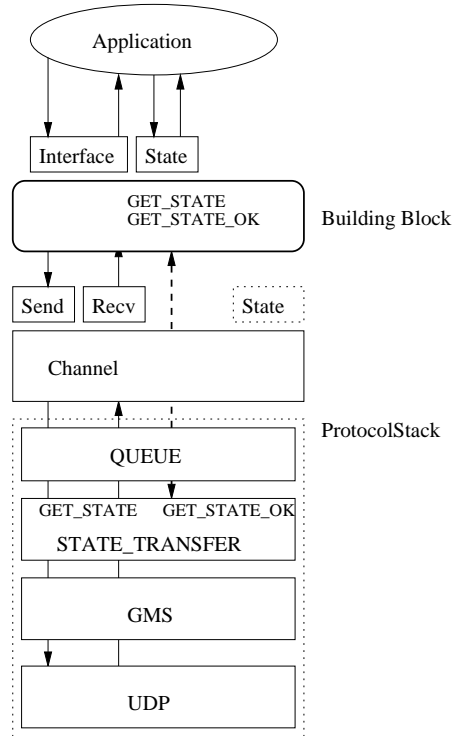 Application
Interface
State
GET_STATE
GET_STATE_OK
Building Block
Send
Recv
State
Channel
ProtocolStack
QUEUE
GET_STATE
GET_STATE_OK
STATE_TRANSFER
GMS
UDP